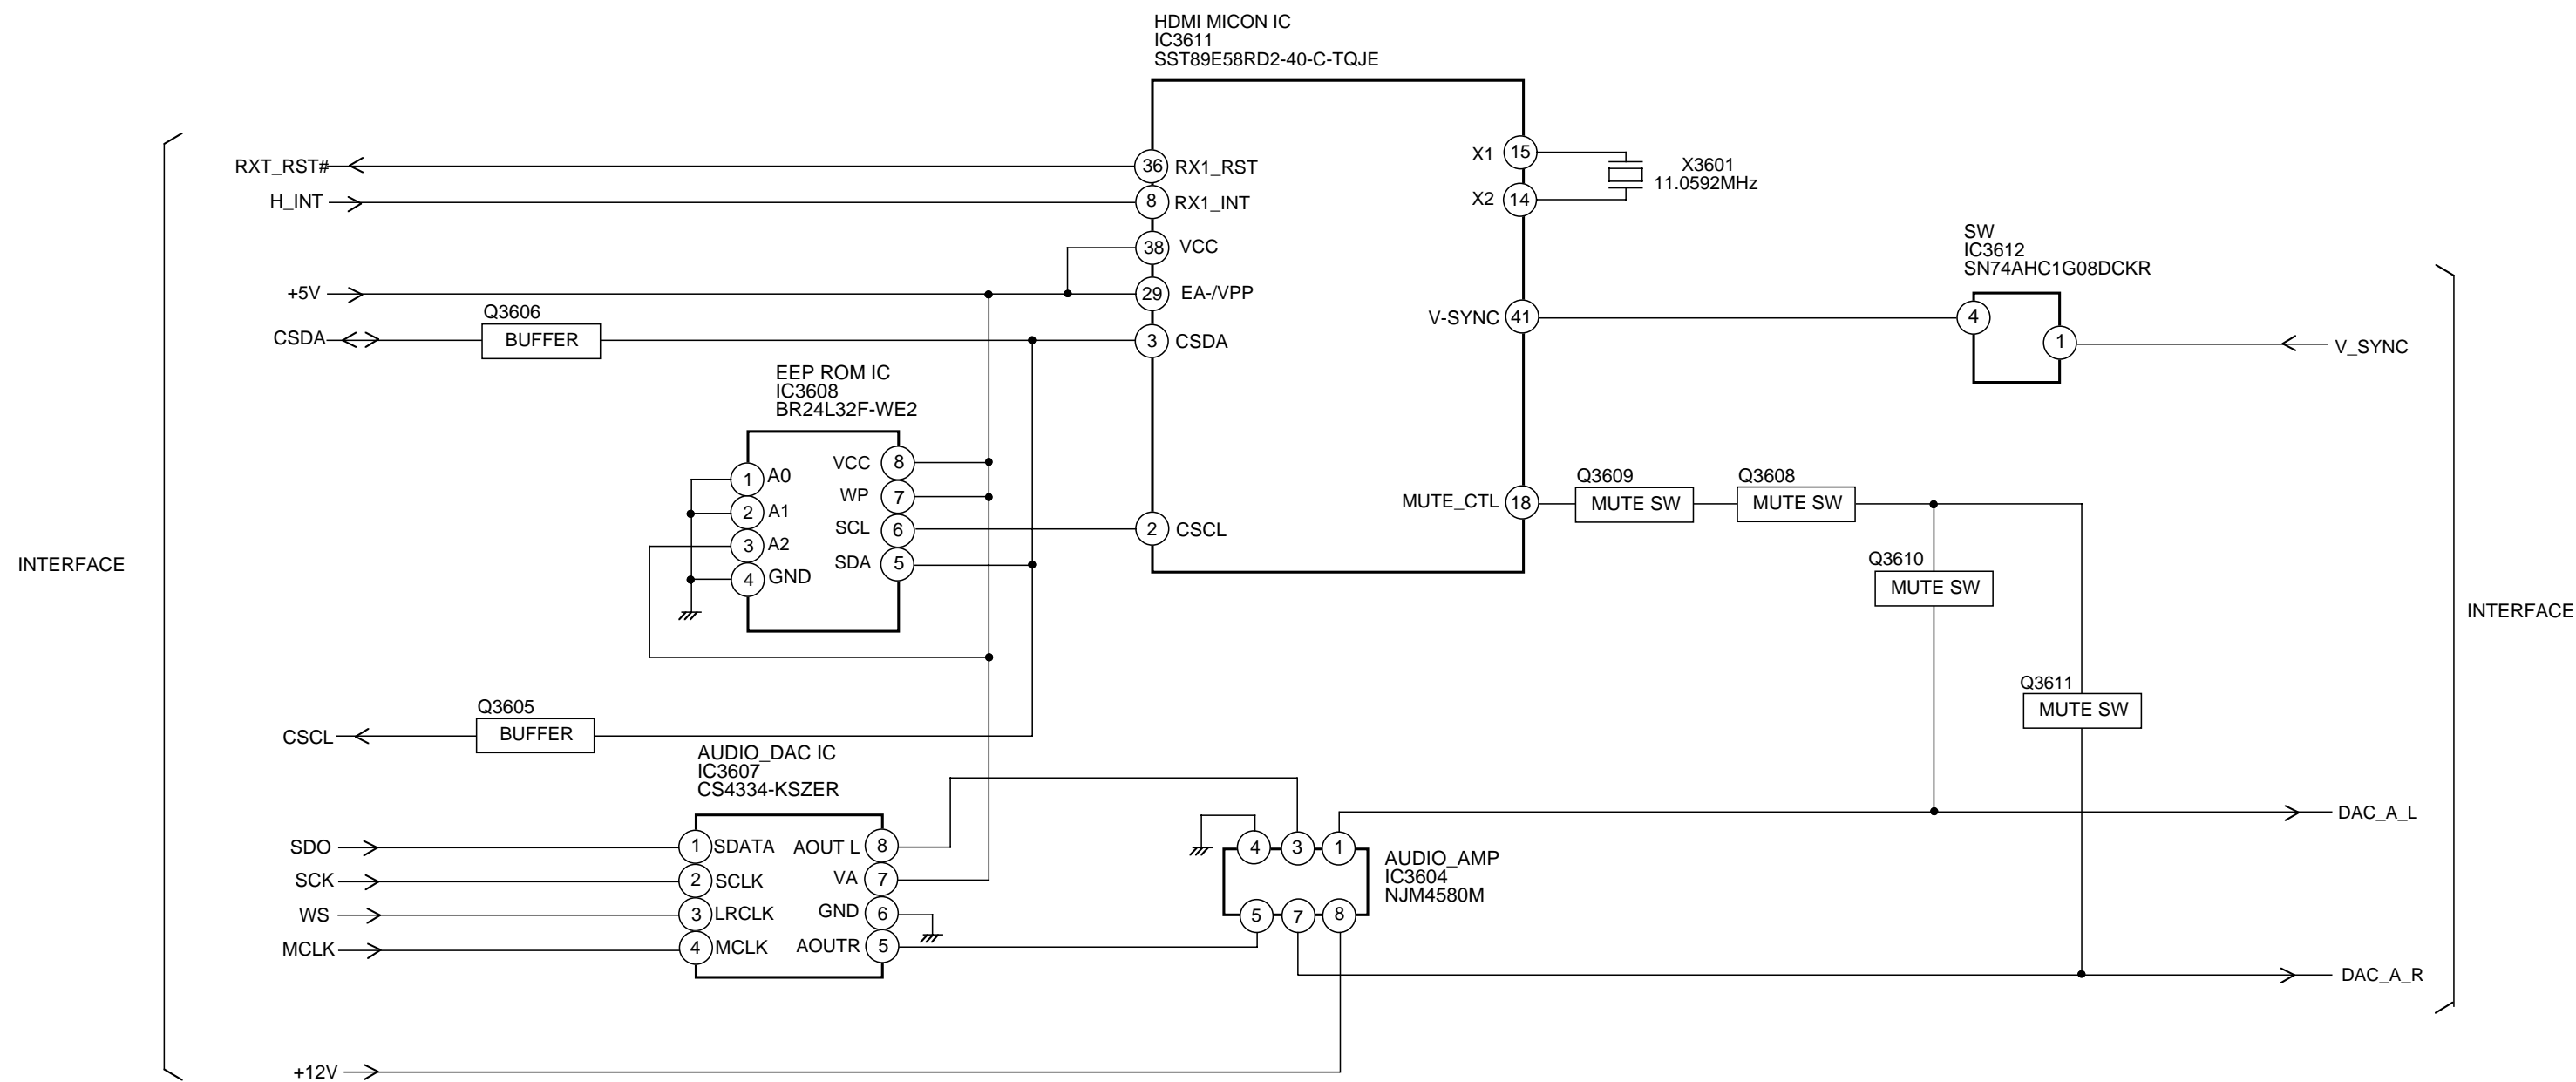 HDMI MICON IC
IC3611
SST89E58RD2-40-C-TQJE
RXT_RST#
36 RX1_RST
H_INT
8 RX1_INT
38 VCC
+5V
29 EA-/VPP
CSDA
Q3606
BUFFER
3 CSDA
2 CSCL
X1 15
X2 14
X3601
11.0592MHz
V-SYNC 41
MUTE_CTL 18
SW
IC3612
SN74AHC1G08DCKR
4
1
V_SYNC
EEP ROM IC
IC3608
BR24L32F-WE2
1 A0
2 A1
3 A2
4 GND
VCC 8
WP 7
SCL 6
SDA 5
Q3609
MUTE SW
Q3608
MUTE SW
Q3610
MUTE SW
Q3611
MUTE SW
INTERFACE
INTERFACE
CSCL
Q3605
BUFFER
AUDIO_DAC IC
IC3607
CS4334-KSZER
SDO
SCK
WS
MCLK
1 SDATA
2 SCLK
3 LRCLK
4 MCLK
AOUT L 8
VA 7
GND 6
AOUTR 5
4 3 1
5 7 8
AUDIO_AMP
IC3604
NJM4580M
DAC_A_L
DAC_A_R
+12V